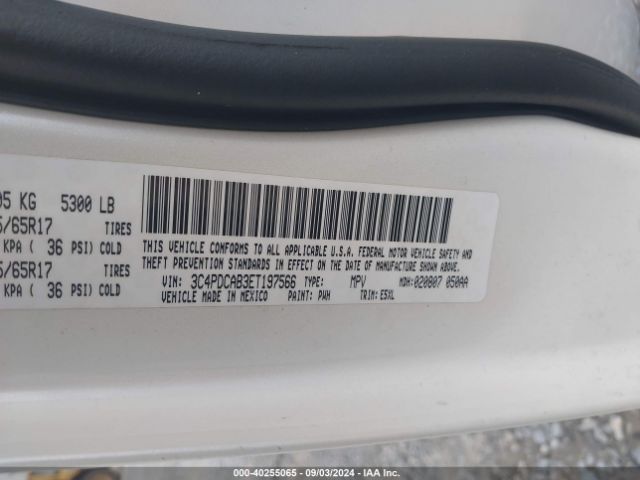 95 KG 5300 LB
5/65R17 TIRES
KPA ( 36 PSI) COLD
5/65R17 TIRES
KPA ( 36 PSI) COLD
THIS VEHICLE CONFORMS TO ALL APPLICABLE U.S.A. FEDERAL MOTOR VEHICLE SAFETY AND
THEFT PREVENTION STANDARDS IN EFFECT ON THE DATE OF MANUFACTURE SHOWN ABOVE.
VIN: 3C4PDCAB3ET197566 TYPE: MPV MDH:020807 050AA
VEHICLE MADE IN MEXICO PAINT: PWH TRIM: E5XL
000-40255065 - 09/03/2024 - IAA Inc.